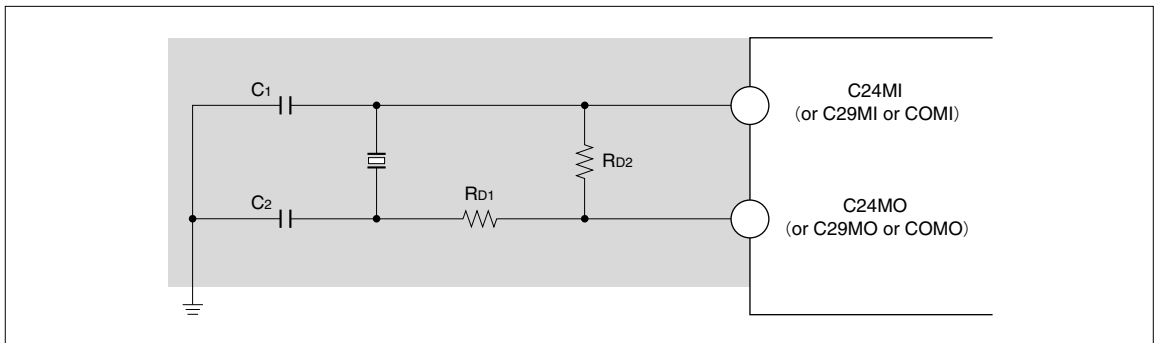 C1
C24MI
（or C29MI or COMI）
RD2
C2
RD1
C24MO
（or C29MO or COMO）